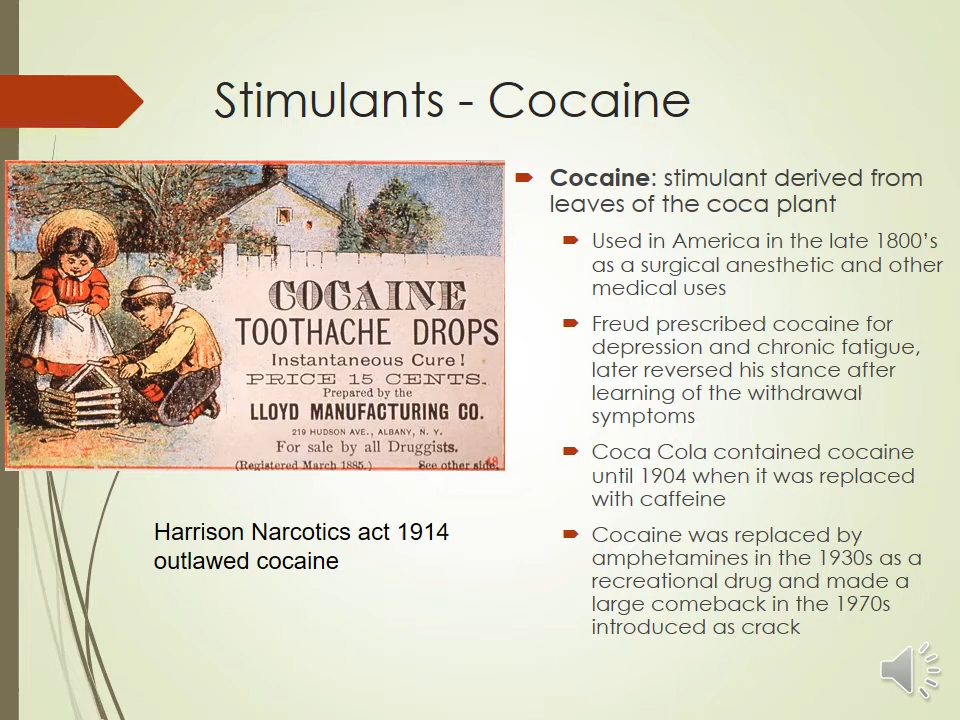 Stimulants - Cocaine
COCAINE
TOOTHACHE DROPS
Instantaneous Cure!
PRICE 15 CENTS.
Prepared by the
LLOYD MANUFACTURING CO.
219 HUDSON AVE., ALBANY, N. Y.
For sale by all Druggists.
(Registered March 1885.) See other side.
Harrison Narcotics act 1914
outlawed cocaine
Cocaine: stimulant derived from
leaves of the coca plant
Used in America in the late 1800's
as a surgical anesthetic and other
medical uses
Freud prescribed cocaine for
depression and chronic fatigue,
later reversed his stance after
learning of the withdrawal
symptoms
Coca Cola contained cocaine
until 1904 when it was replaced
with caffeine
Cocaine was replaced by
amphetamines in the 1930s as a
recreational drug and made a
large comeback in the 1970s
introduced as crack